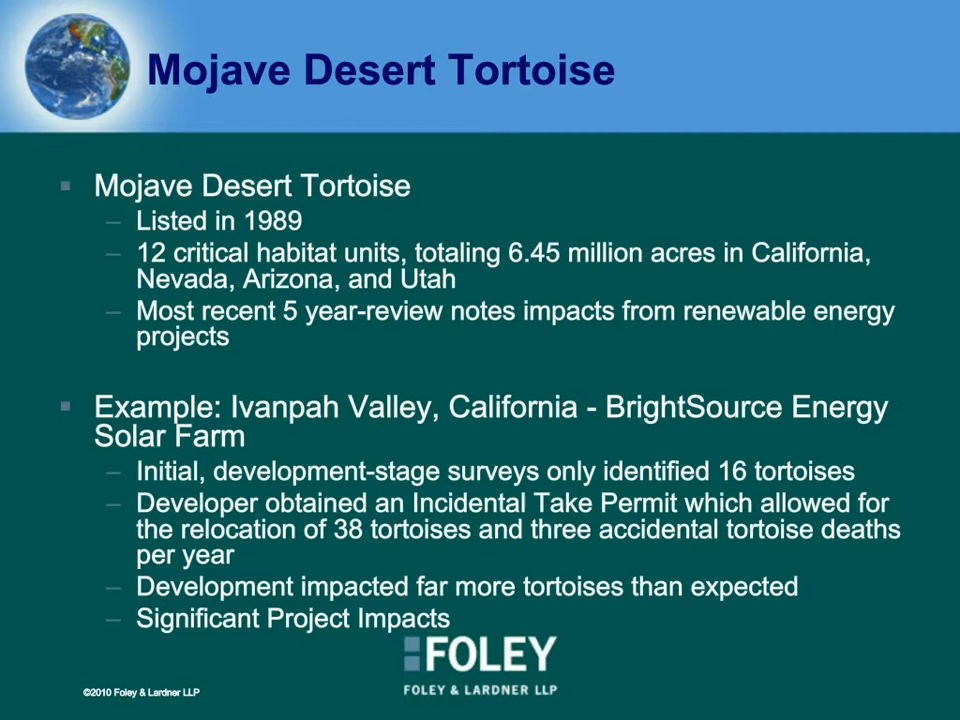 Mojave Desert Tortoise
Mojave Desert Tortoise
– Listed in 1989
– 12 critical habitat units, totaling 6.45 million acres in California,
Nevada, Arizona, and Utah
– Most recent 5 year-review notes impacts from renewable energy
projects
Example: Ivanpah Valley, California - BrightSource Energy
Solar Farm
– Initial, development-stage surveys only identified 16 tortoises
– Developer obtained an Incidental Take Permit which allowed for
the relocation of 38 tortoises and three accidental tortoise deaths
per year
– Development impacted far more tortoises than expected
– Significant Project Impacts
FOLEY
FOLEY & LARDNER LLP
©2010 Foley & Lardner LLP